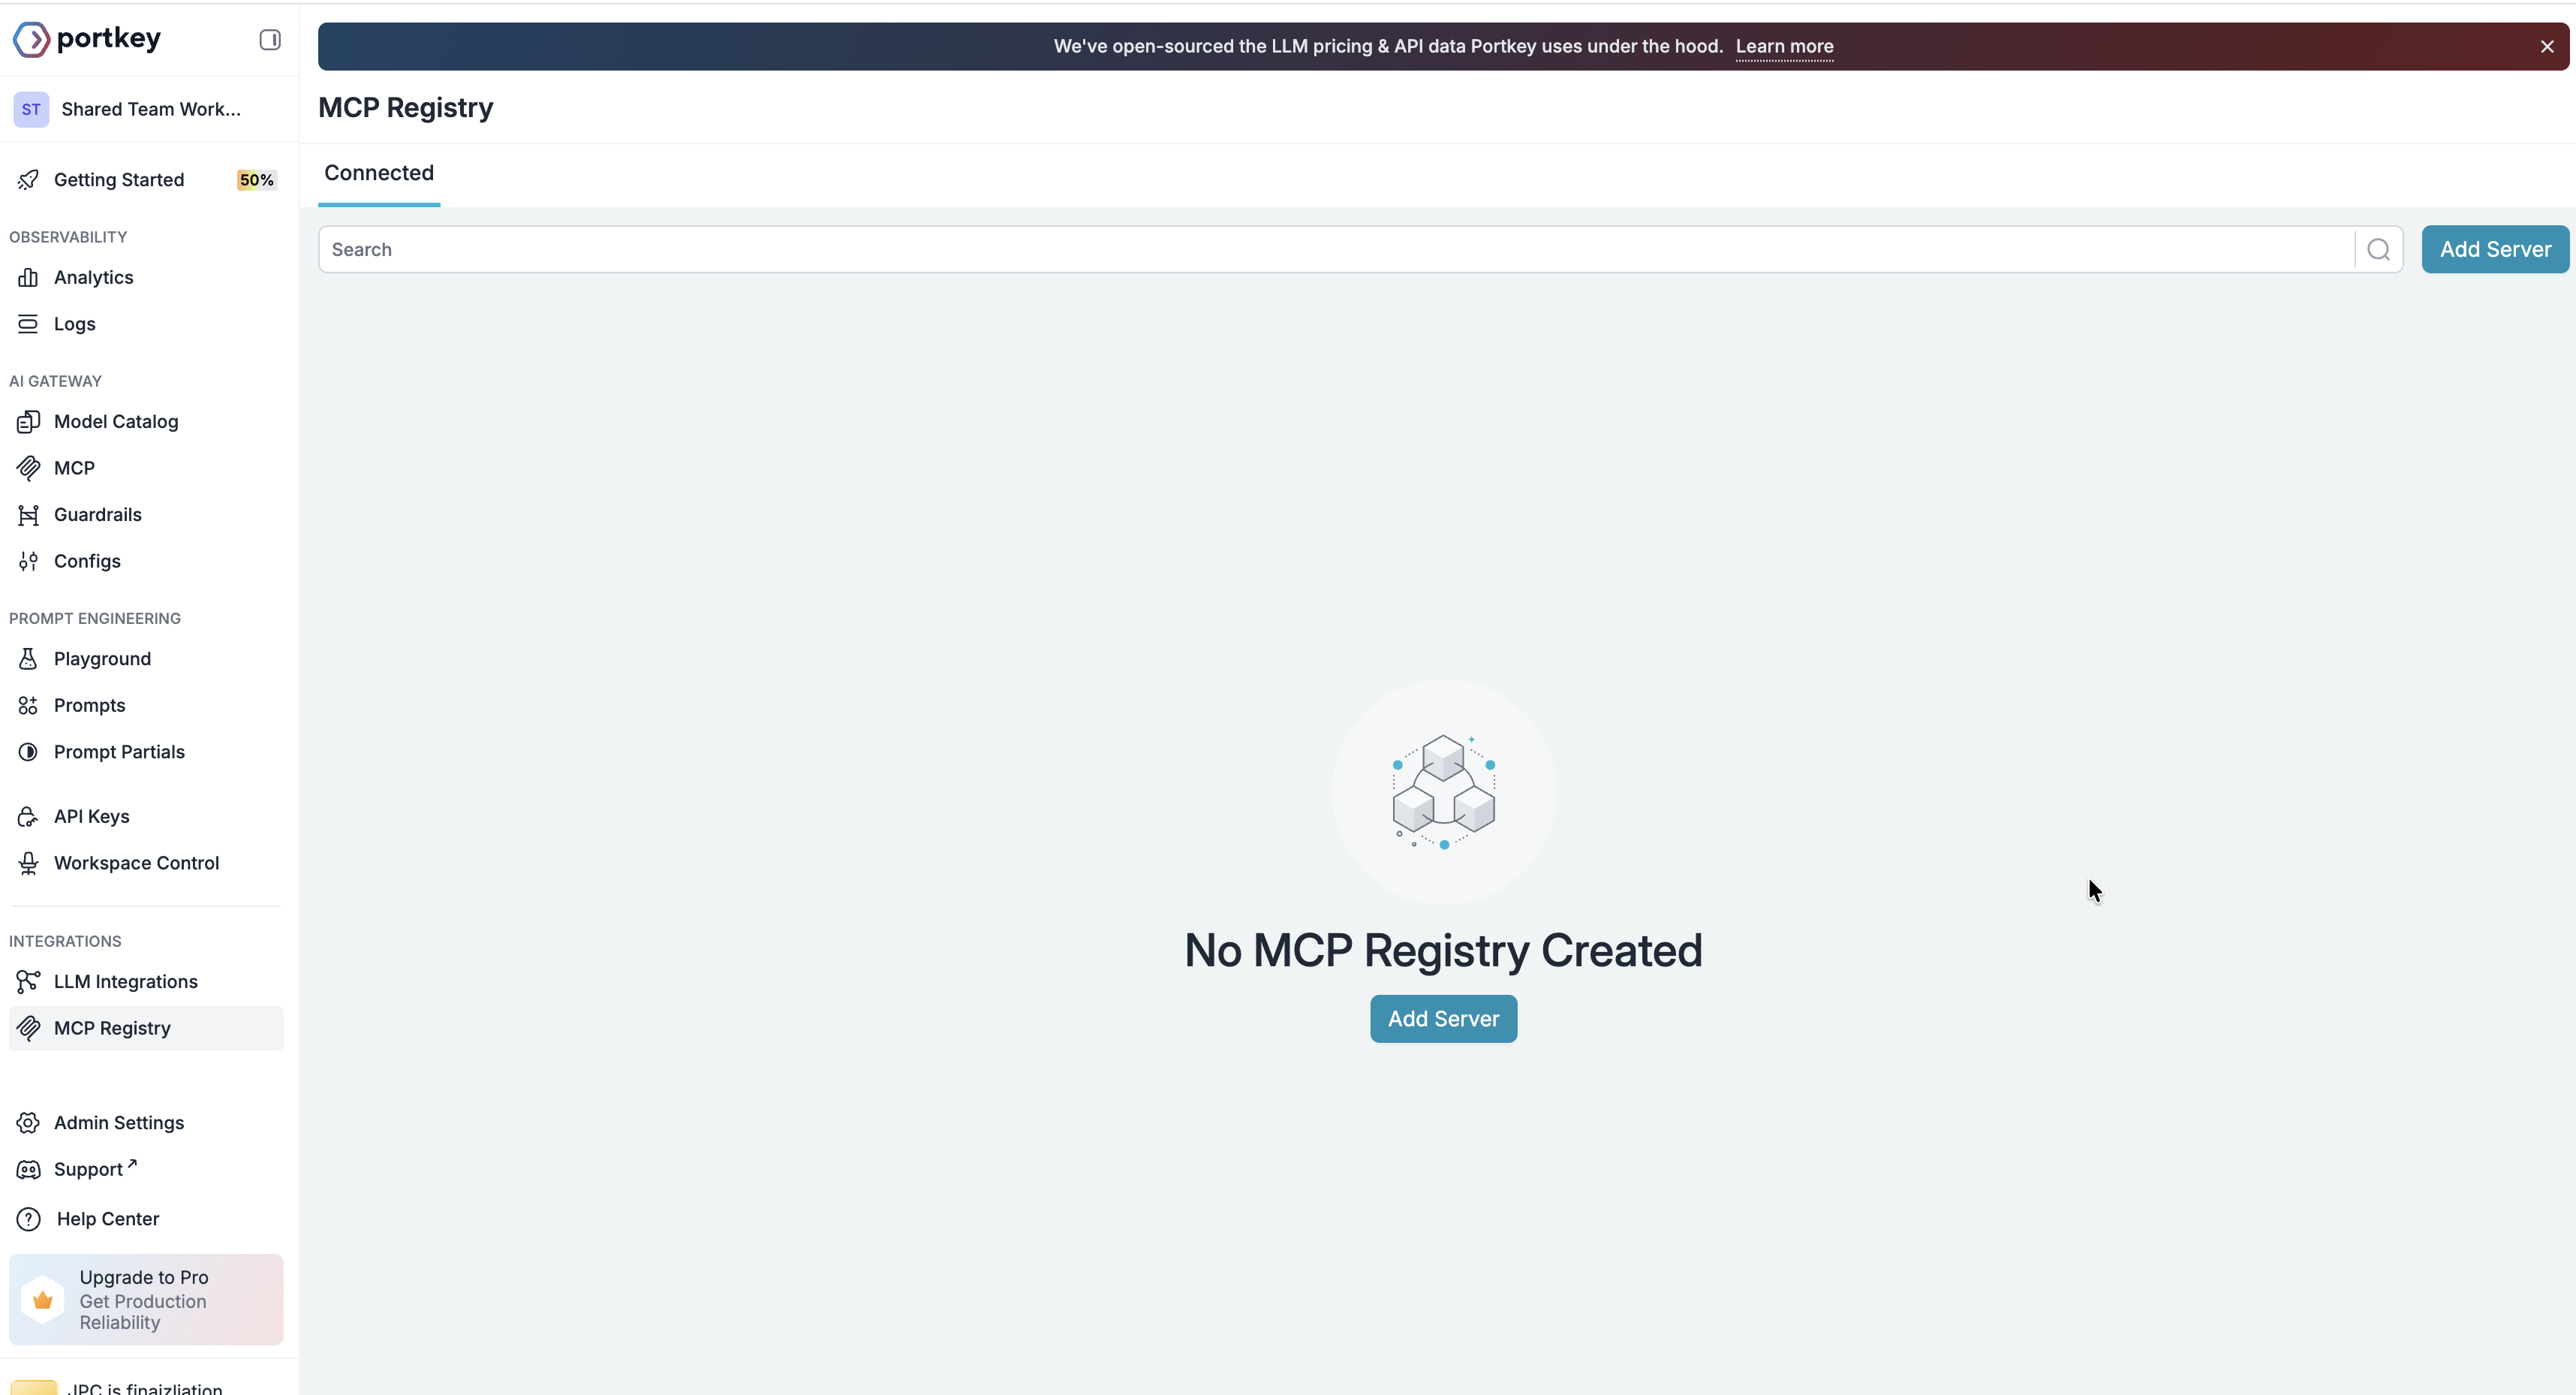 portkey
ST Shared Team Work...
Getting Started 50%
OBSERVABILITY
Analytics
Logs
AI GATEWAY
Model Catalog
MCP
Guardrails
Configs
PROMPT ENGINEERING
Playground
Prompts
Prompt Partials
API Keys
Workspace Control
INTEGRATIONS
LLM Integrations
MCP Registry
Admin Settings
Support
Help Center
Upgrade to Pro
Get Production
Reliability
JPC is finaizliation
We've open-sourced the LLM pricing & API data Portkey uses under the hood. Learn more
MCP Registry
Connected
Search
Add Server
No MCP Registry Created
Add Server